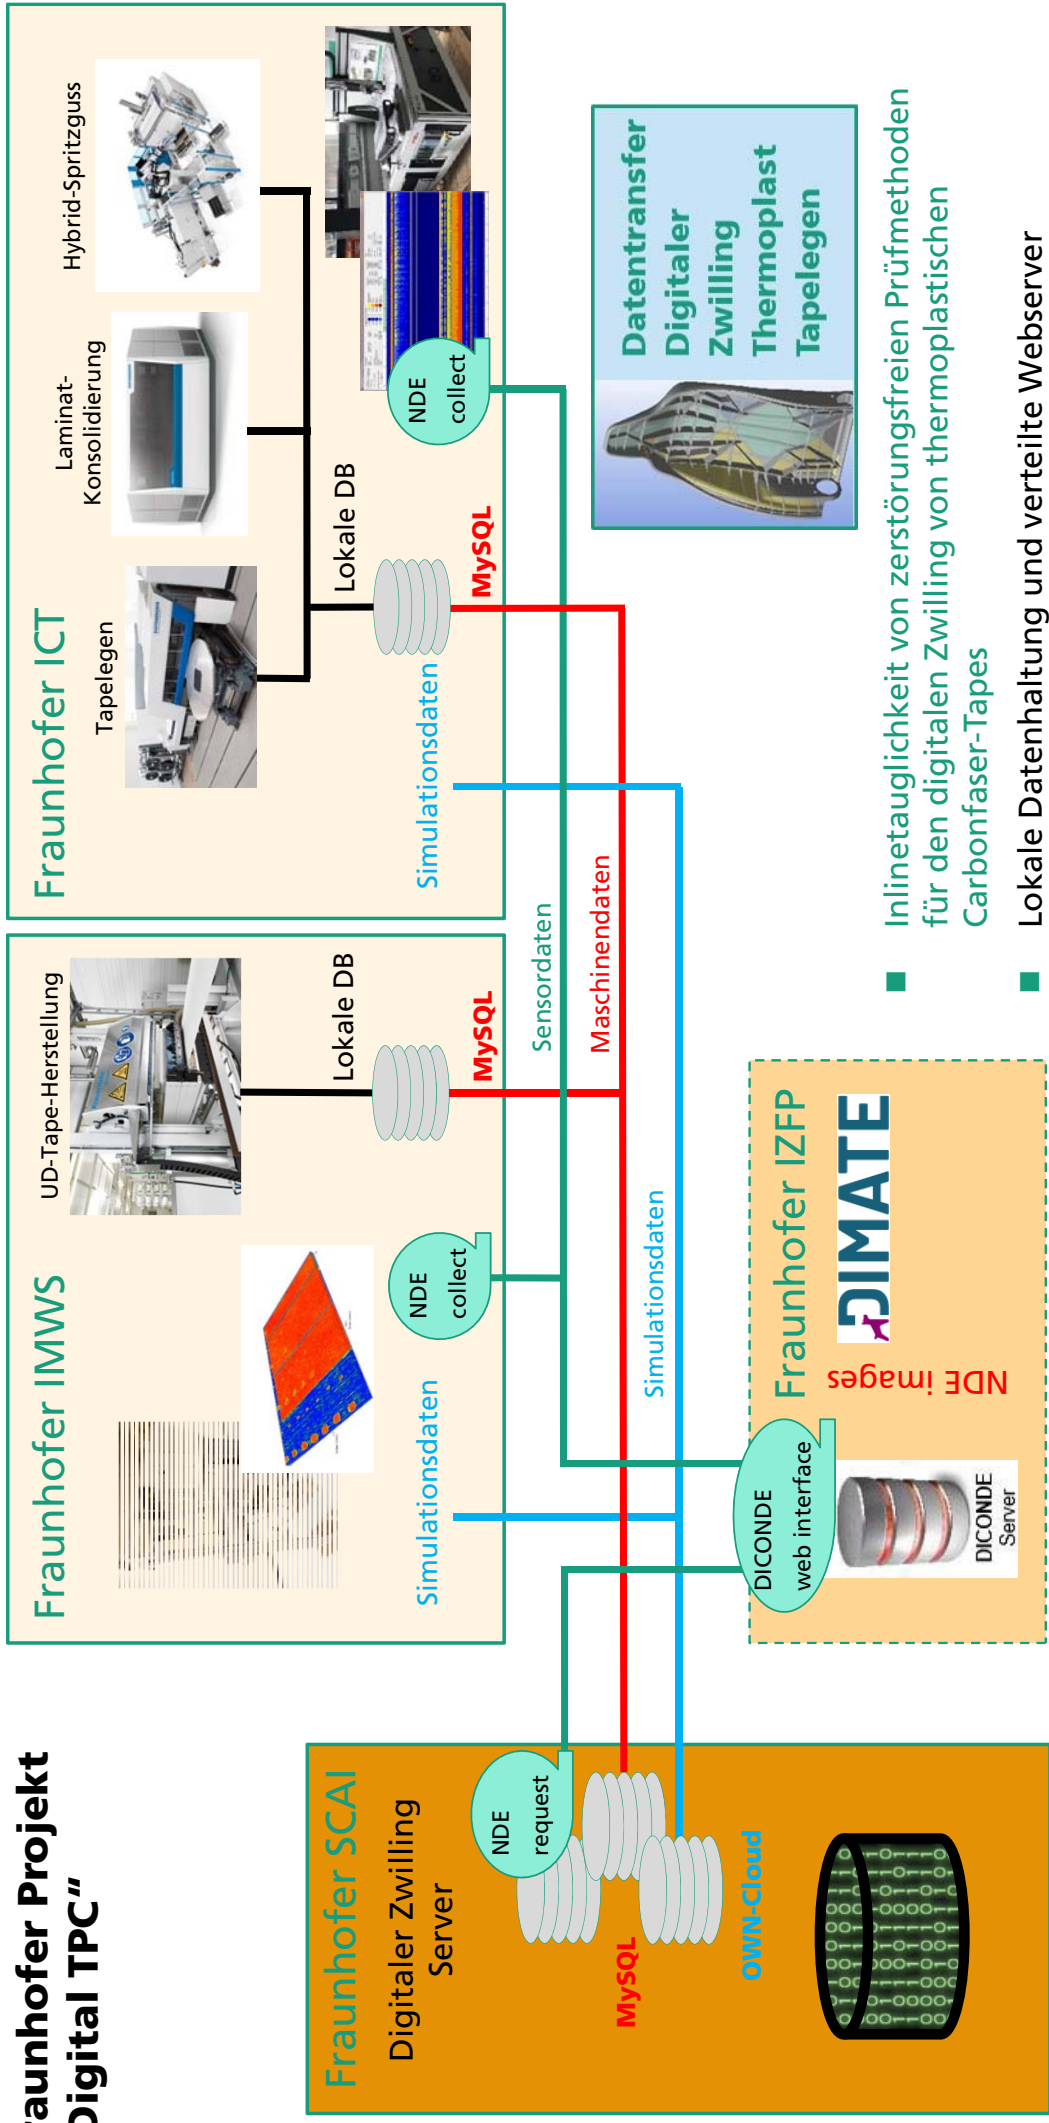 raunhofer Projekt
Digital TPC“
Fraunhofer SCAI
Digitaler Zwilling
Server
NDE
request
MySQL
OWN-Cloud
Fraunhofer IMWS
UD-Tape-Herstellung
Simulationsdaten
NDE
collect
Lokale DB
MySQL
Fraunhofer ICT
Tapelegen
Laminat-
Konsolidierung
Hybrid-Spritzguss
Lokale DB
Simulationsdaten
MySQL
NDE
collect
Sensordaten
Maschinendaten
Simulationsdaten
Fraunhofer IZFP
DICONDE
web interface
NDE images
DIMATE
DICONDE
Server
Datentransfer
Digitaler
Zwilling
Thermoplast
Tapelegen
Inlinetauglichkeit von zerstörungsfreien Prüfmethoden
für den digitalen Zwilling von thermoplastischen
Carbonfaser-Tapes
Lokale Datenhaltung und verteilte Webserver